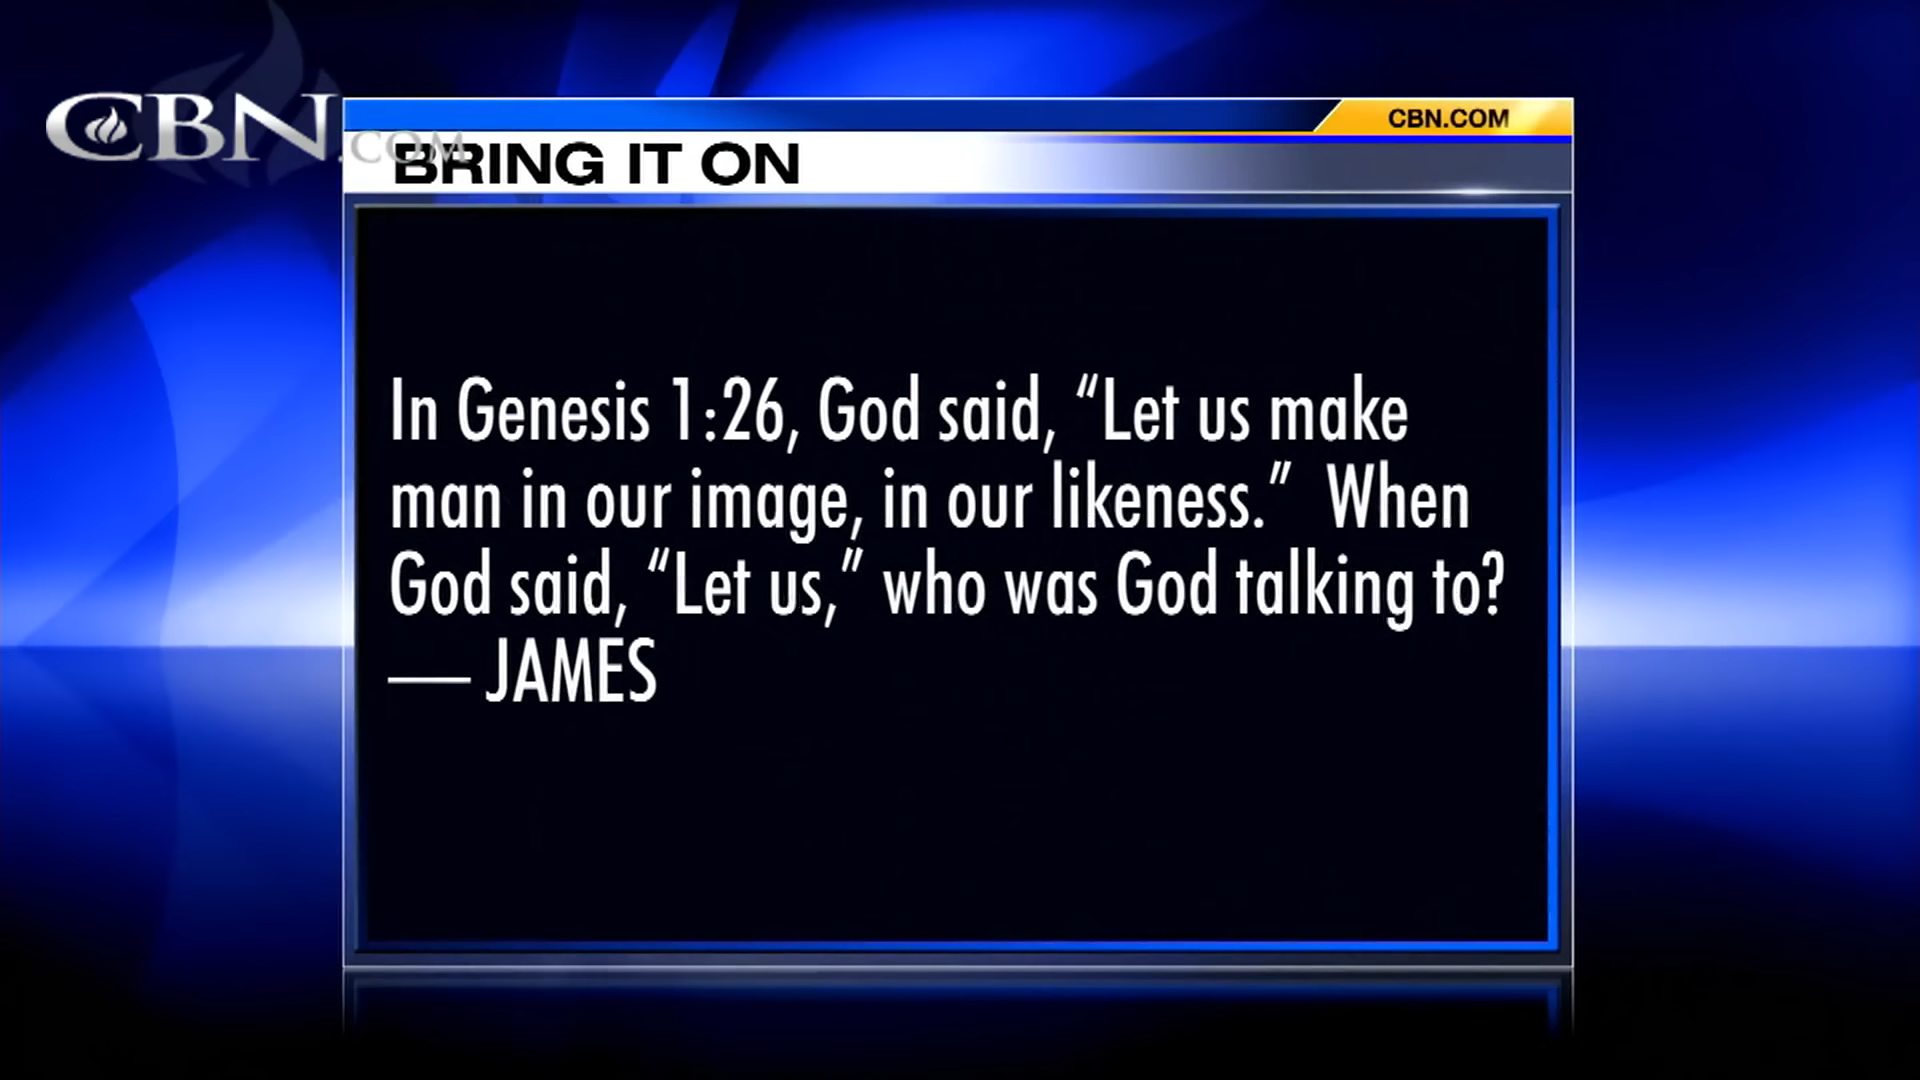 CBN.COM
CBN.COM
BRING IT ON
In Genesis 1:26, God said, “Let us make
man in our image, in our likeness.”  When
God said, “Let us,” who was God talking to?
— JAMES